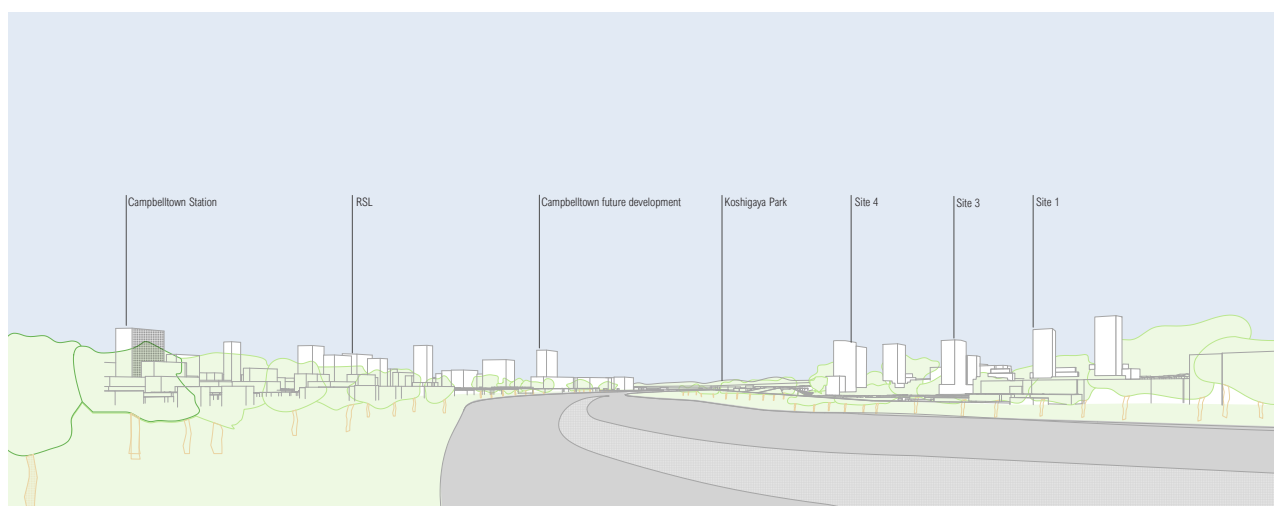 Campbelltown Station
RSL
Campbelltown future development
Koshigaya Park
Site 4
Site 3
Site 1